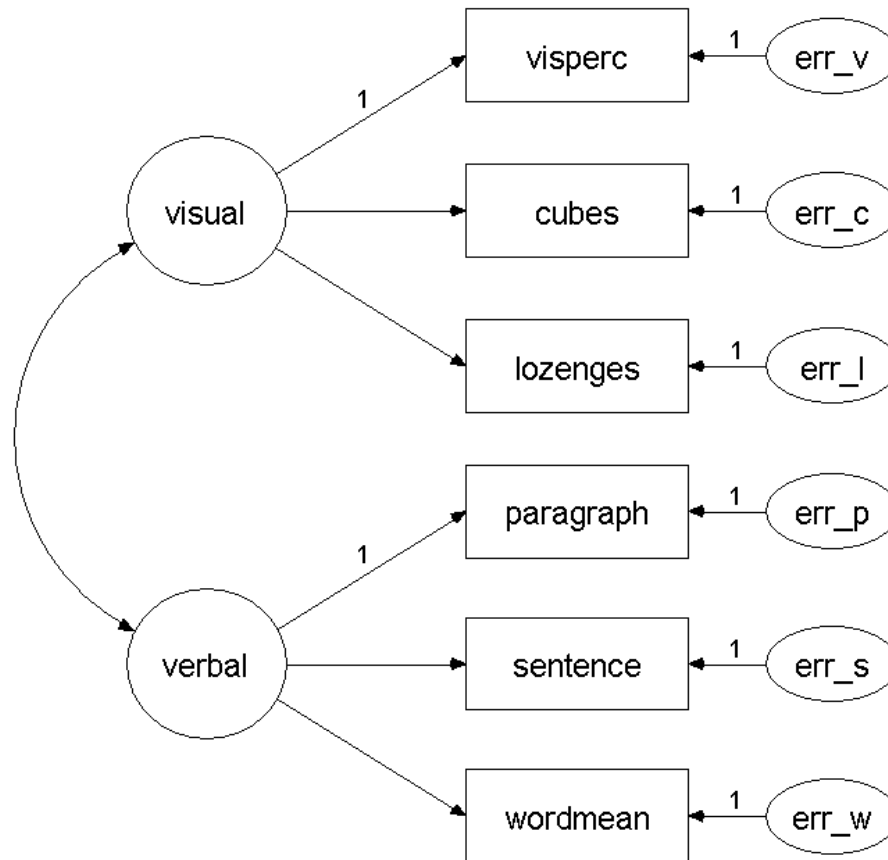 visperc
1
err_v
1
visual
cubes
1
err_c
lozenges
1
err_l
paragraph
1
err_p
1
verbal
sentence
1
err_s
wordmean
1
err_w